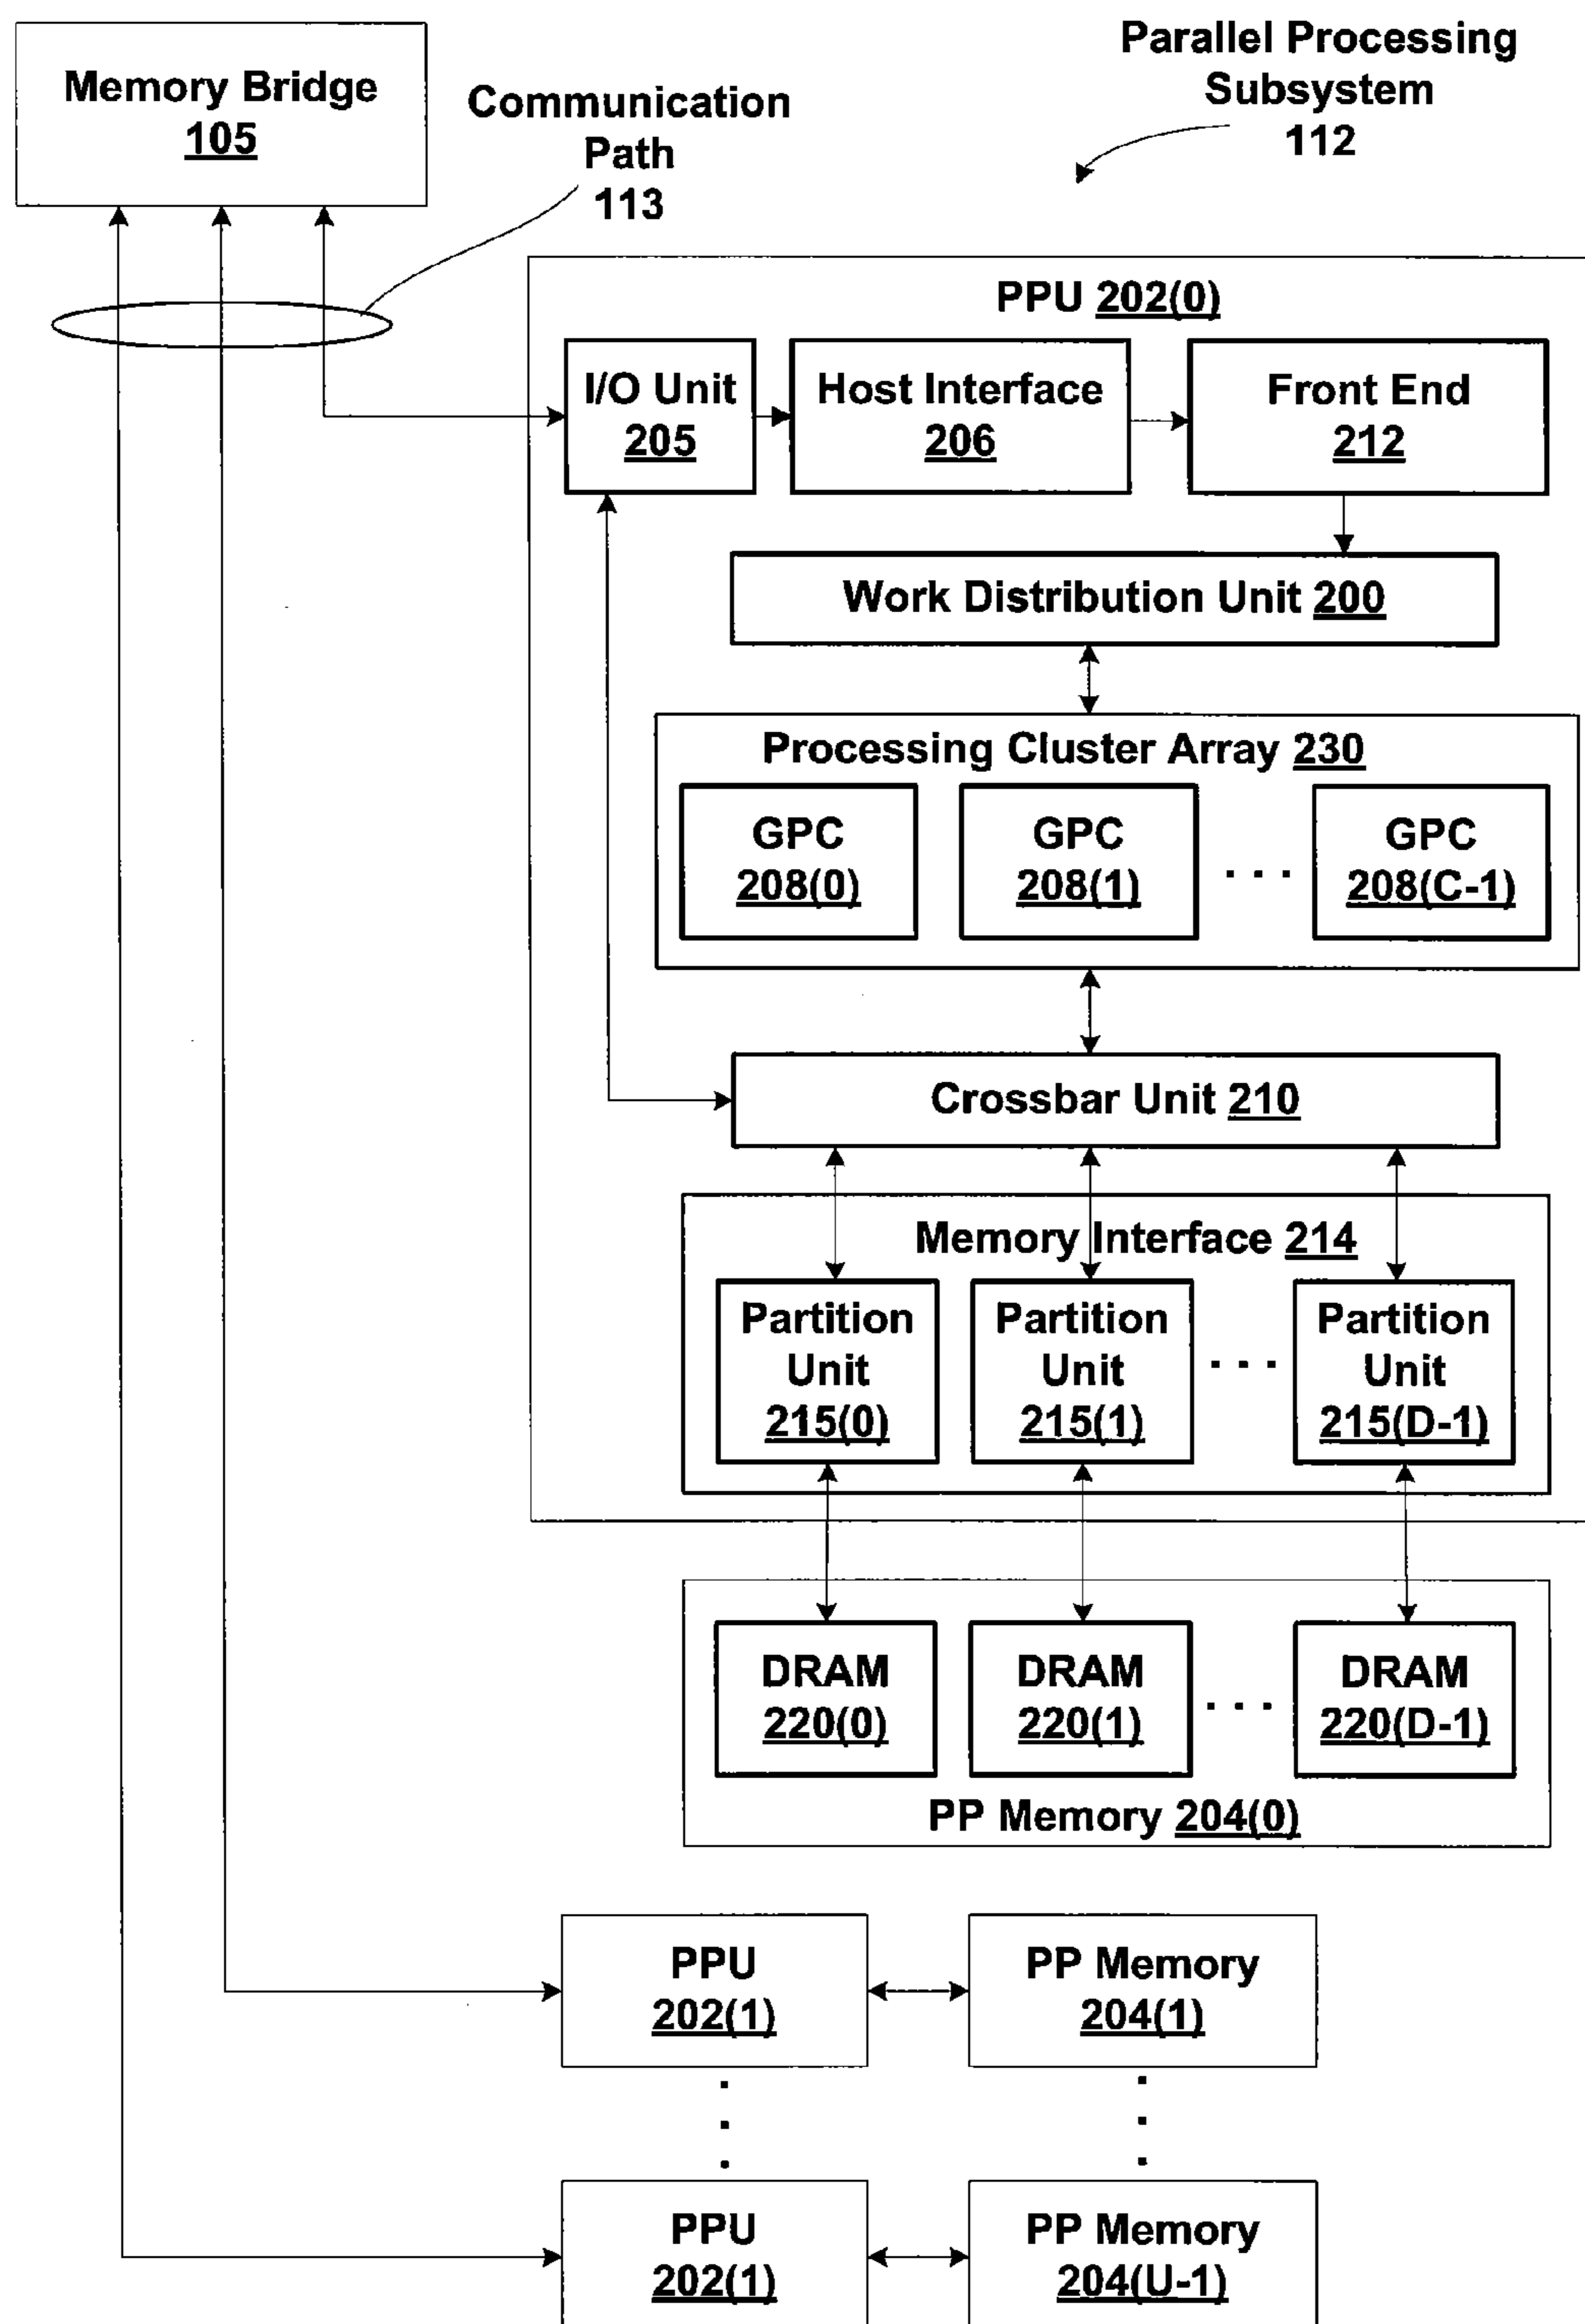 Memory Bridge
105
Communication
Path
113
Parallel Processing
Subsystem
112
PPU 202(0)
I/O Unit
205
Host Interface
206
Front End
212
Work Distribution Unit 200
Processing Cluster Array 230
GPC
208(0)
GPC
208(1)
. . .
GPC
208(C-1)
Crossbar Unit 210
Memory Interface 214
Partition
Unit
215(0)
Partition
Unit
215(1)
. . .
Partition
Unit
215(D-1)
DRAM
220(0)
DRAM
220(1)
. . .
DRAM
220(D-1)
PP Memory 204(0)
PPU
202(1)
PP Memory
204(1)
PPU
202(1)
PP Memory
204(U-1)